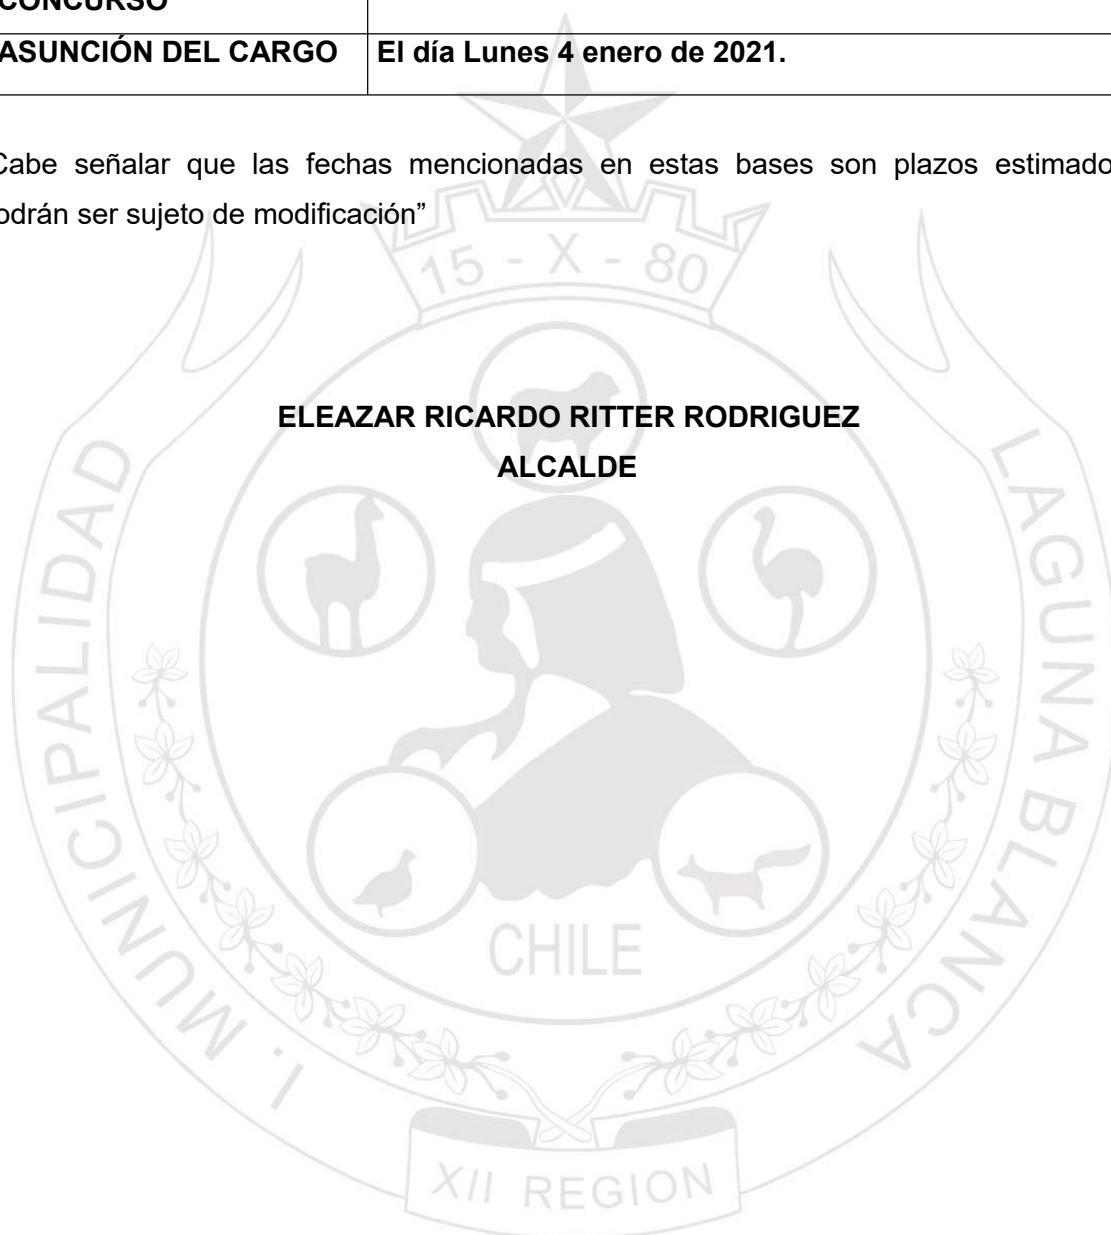 CONCURSO
ASUNCIÓN DEL CARGO El día Lunes 4 enero de 2021.
Cabe señalar que las fechas mencionadas en estas bases son plazos estimado
odrán ser sujeto de modificación”
15 - X - 80
ELEAZAR RICARDO RITTER RODRIGUEZ
ALCALDE
I. MUNICIPALIDAD
LAGUNA BLANCA
CHILE
XII REGION